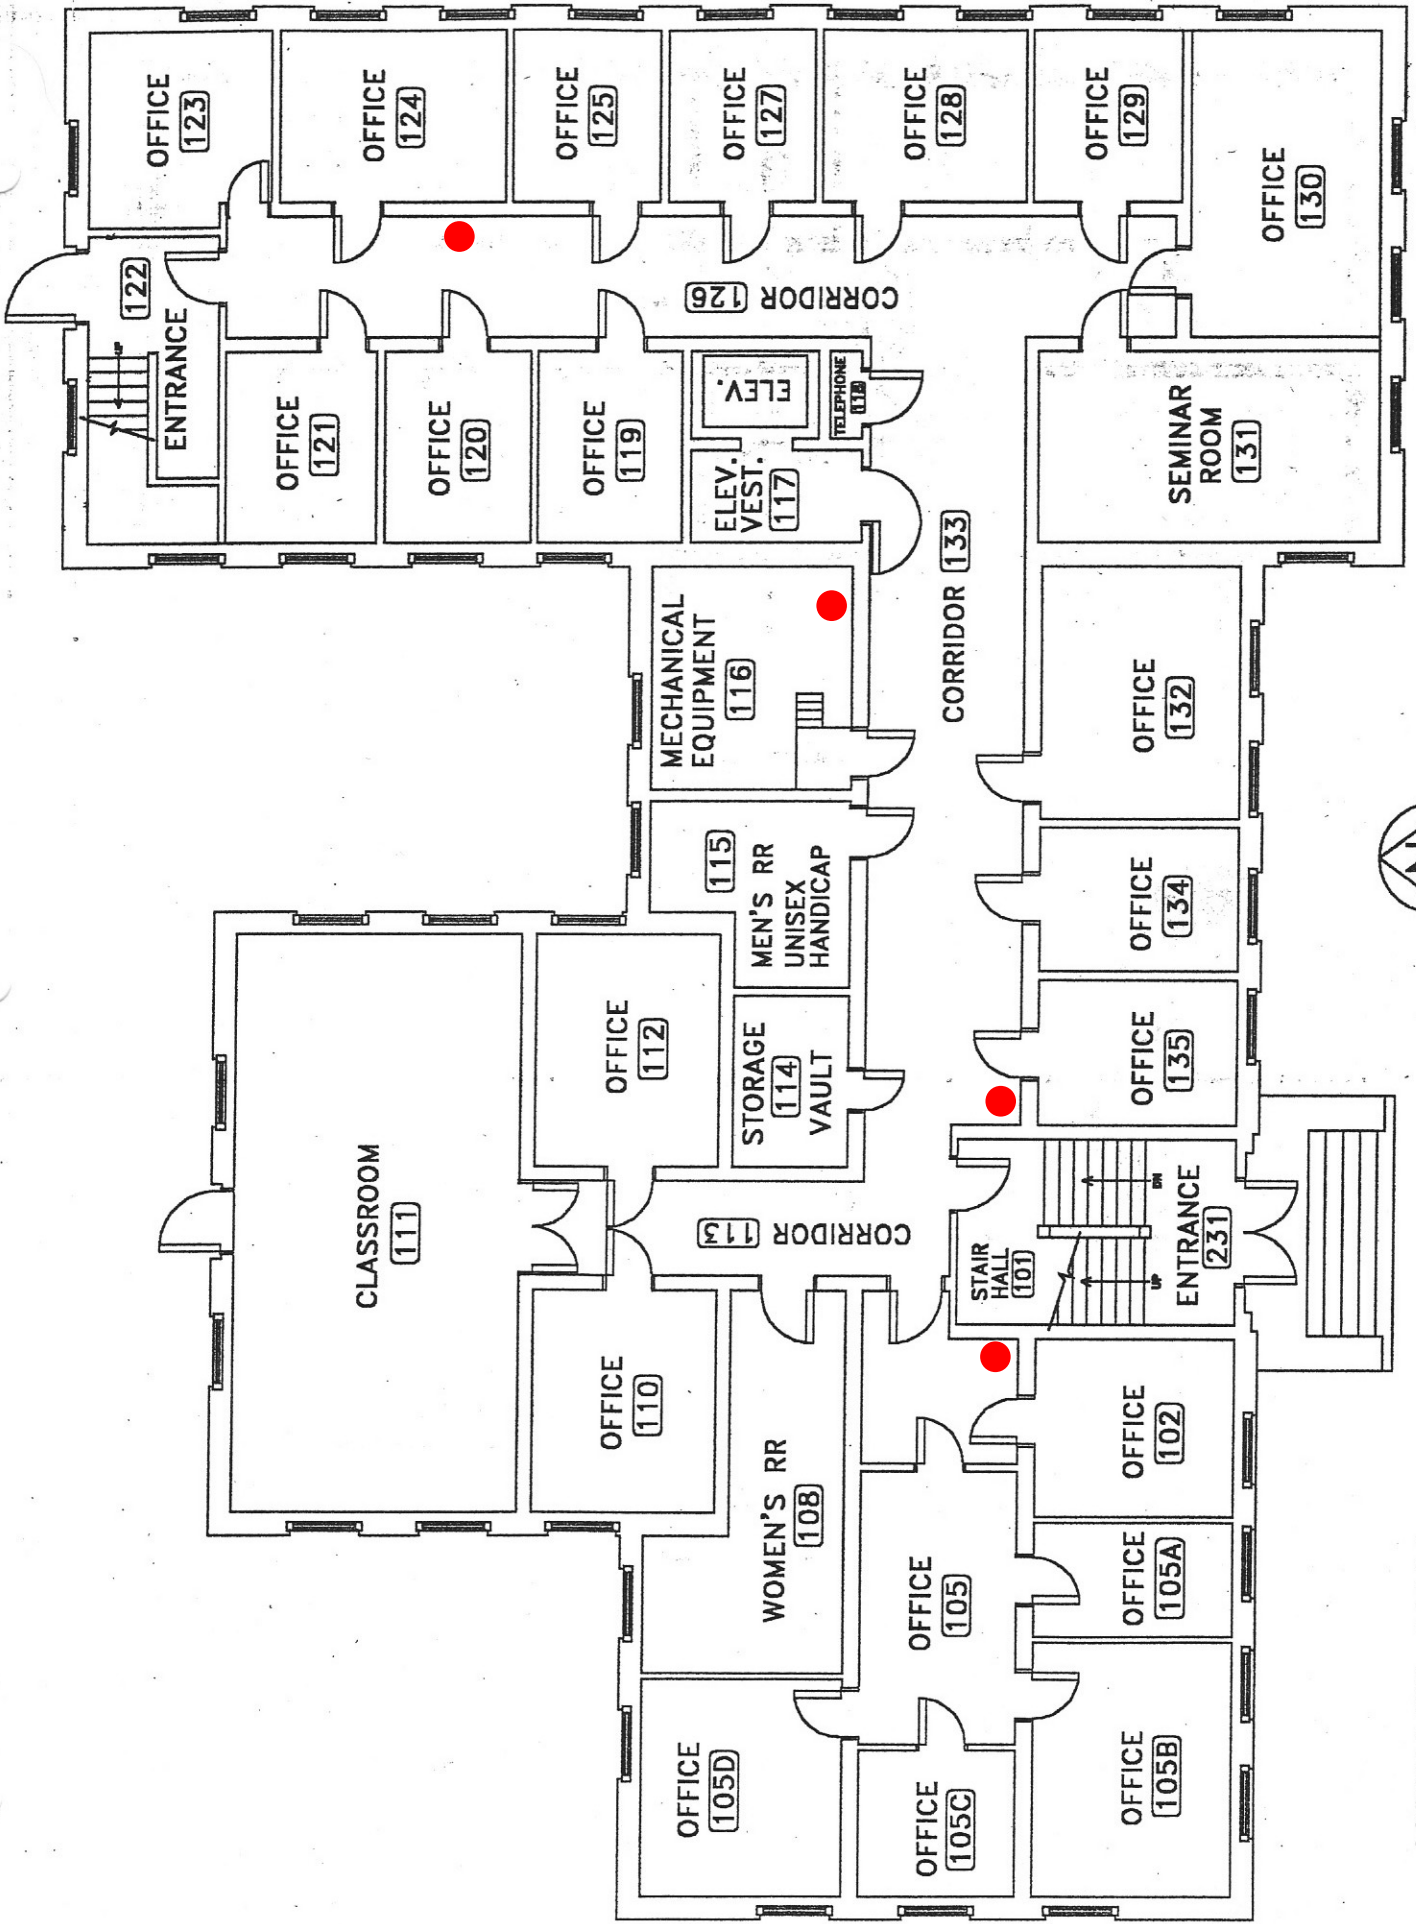 OFFICE
123
OFFICE
124
OFFICE
125
OFFICE
127
OFFICE
128
OFFICE
129
OFFICE
130
122
ENTRANCE
UP
CORRIDOR 126
OFFICE
121
OFFICE
120
OFFICE
119
ELEV.
TELEPHONE
118
ELEV.
VEST.
117
SEMINAR
ROOM
131
CORRIDOR 133
MECHANICAL
EQUIPMENT
116
OFFICE
132
115
MEN'S RR
UNISEX
HANDICAP
OFFICE
134
CLASSROOM
111
OFFICE
112
STORAGE
114
VAULT
OFFICE
135
CORRIDOR 113
STAIR
HALL
101
DN
UP
ENTRANCE
231
OFFICE
110
WOMEN'S RR
108
OFFICE
102
OFFICE
105
OFFICE
105A
OFFICE
105D
OFFICE
105C
OFFICE
105B
N